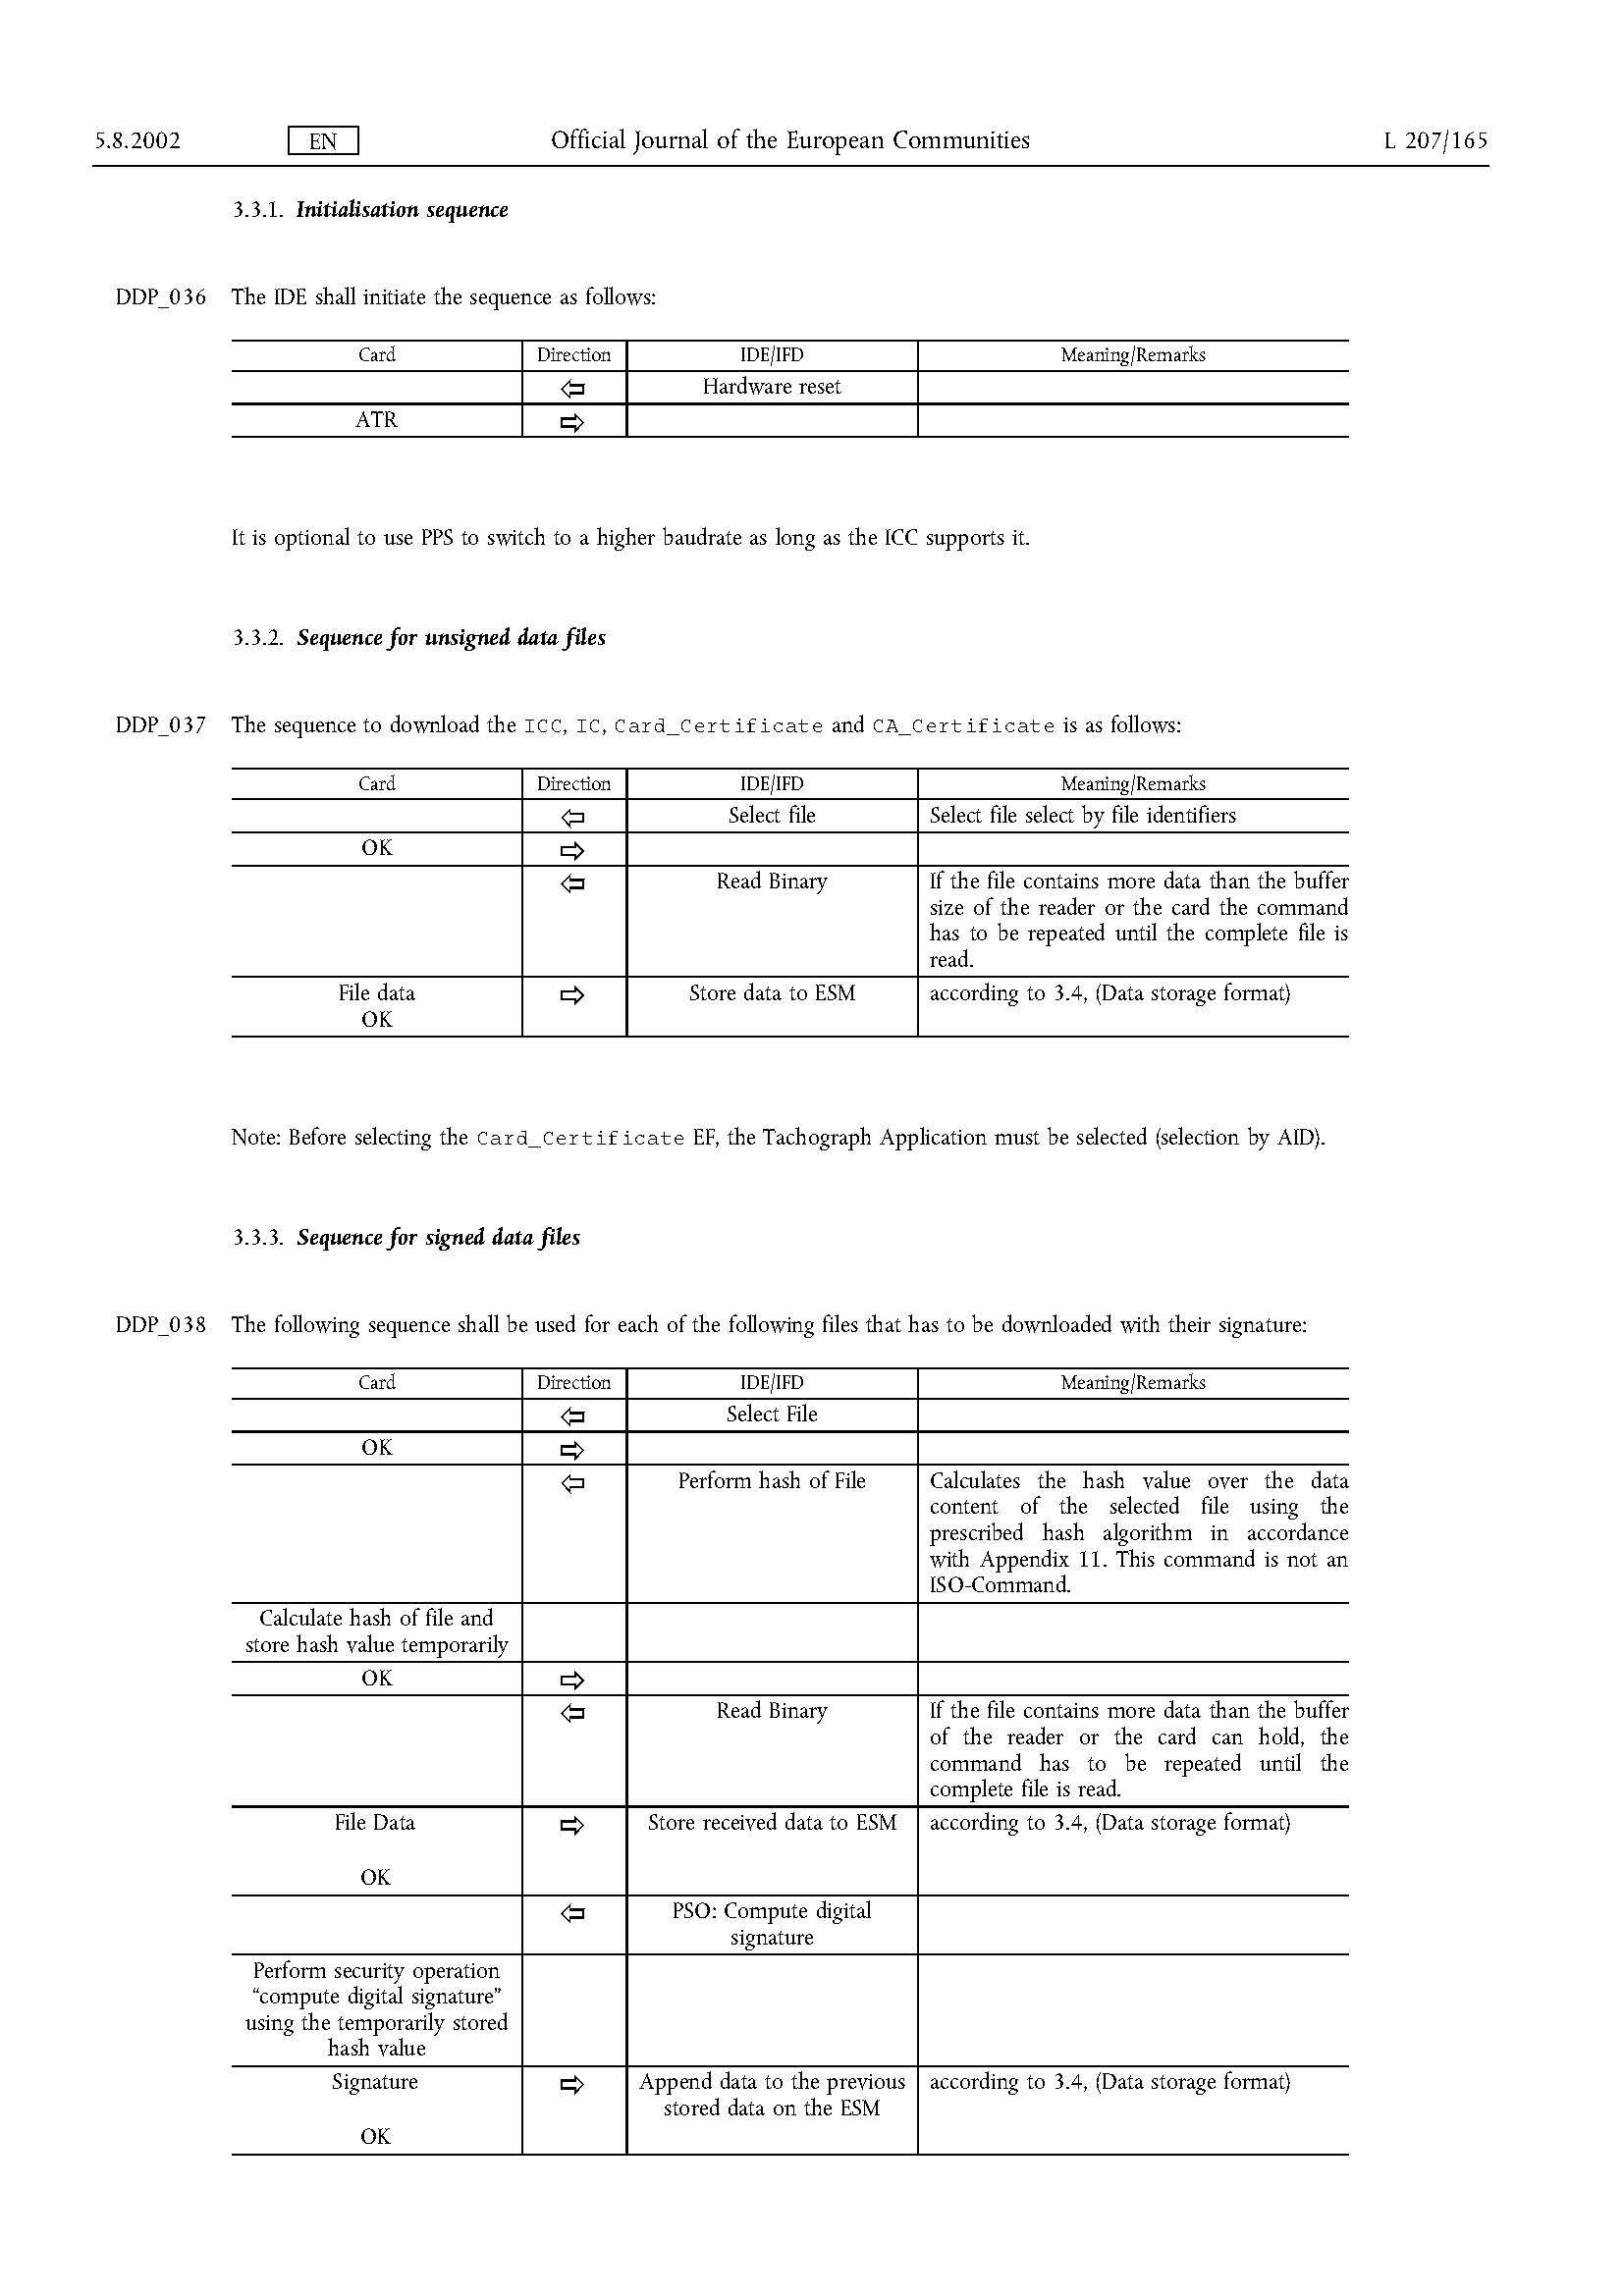 5.8.2002 EN Official Journal of the European Communities L 207/165
3.3.1. Initialisation sequence
DDP_036 The IDE shall initiate the sequence as follows:
Card Direction IDE/IFD Meaning/Remarks
⇦ Hardware reset
ATR ⇨
It is optional to use PPS to switch to a higher baudrate as long as the ICC supports it.
3.3.2. Sequence for unsigned data files
DDP_037 The sequence to download the ICC, IC, Card_Certificate and CA_Certificate is as follows:
Card Direction IDE/IFD Meaning/Remarks
⇦ Select file Select file select by file identifiers
OK ⇨
⇦ Read Binary If the file contains more data than the buffer
size of the reader or the card the command
has to be repeated until the complete file is
read.
File data ⇨ Store data to ESM according to 3.4, (Data storage format)
OK
Note: Before selecting the Card_Certificate EF, the Tachograph Application must be selected (selection by AID).
3.3.3. Sequence for signed data files
DDP_038 The following sequence shall be used for each of the following files that has to be downloaded with their signature:
Card Direction IDE/IFD Meaning/Remarks
⇦ Select File
OK ⇨
⇦ Perform hash of File Calculates the hash value over the data
content of the selected file using the
prescribed hash algorithm in accordance
with Appendix 11. This command is not an
ISO-Command.
Calculate hash of file and
store hash value temporarily
OK ⇨
⇦ Read Binary If the file contains more data than the buffer
of the reader or the card can hold, the
command has to be repeated until the
complete file is read.
File Data ⇨ Store received data to ESM according to 3.4, (Data storage format)
OK
⇦ PSO: Compute digital
signature
Perform security operation
“compute digital signature”
using the temporarily stored
hash value
Signature ⇨ Append data to the previous according to 3.4, (Data storage format)
stored data on the ESM
OK